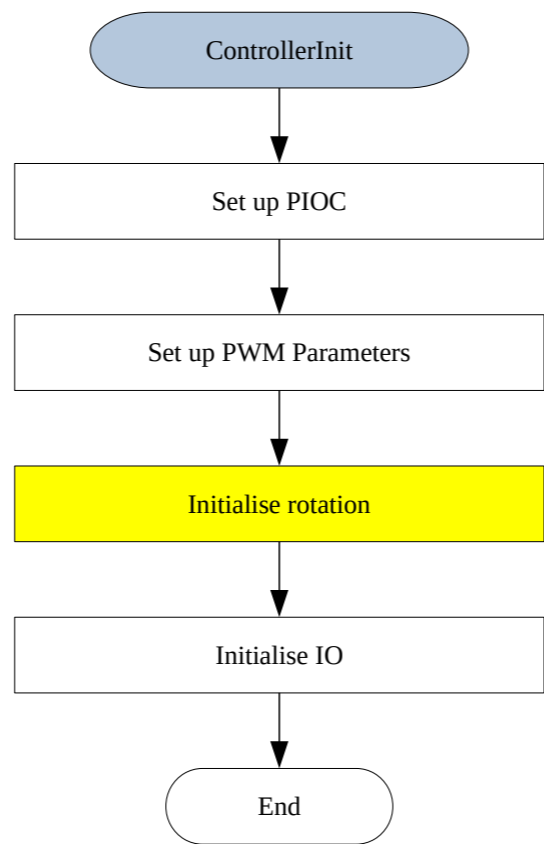 ControllerInit
Set up PIOC
Set up PWM Parameters
Initialise rotation
Initialise IO
End